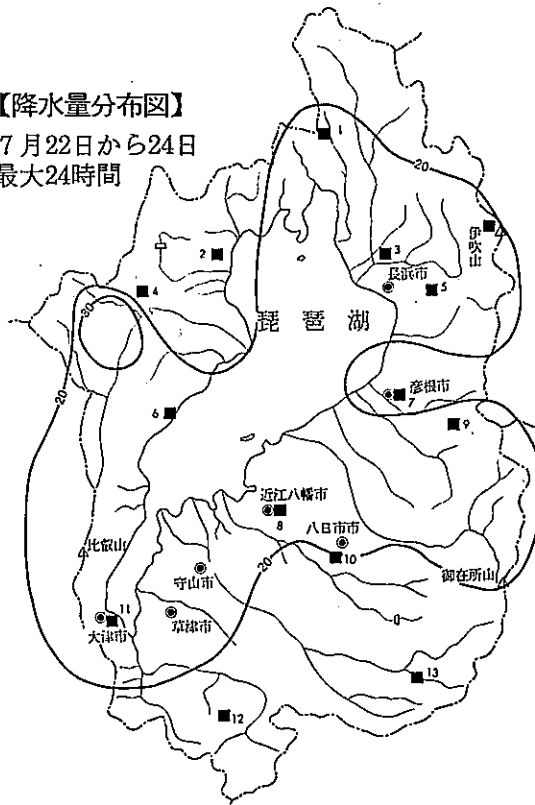 【降水量分布図】
7月22日から24日
最大24時間
1
20
伊吹山
2
3
長浜市
4
5
30
琵琶湖
20
彦根市
7
6
9
近江八幡市
8
八日市市
10
20
比叡山
守山市
御在所山
11
大津市
草津市
13
12